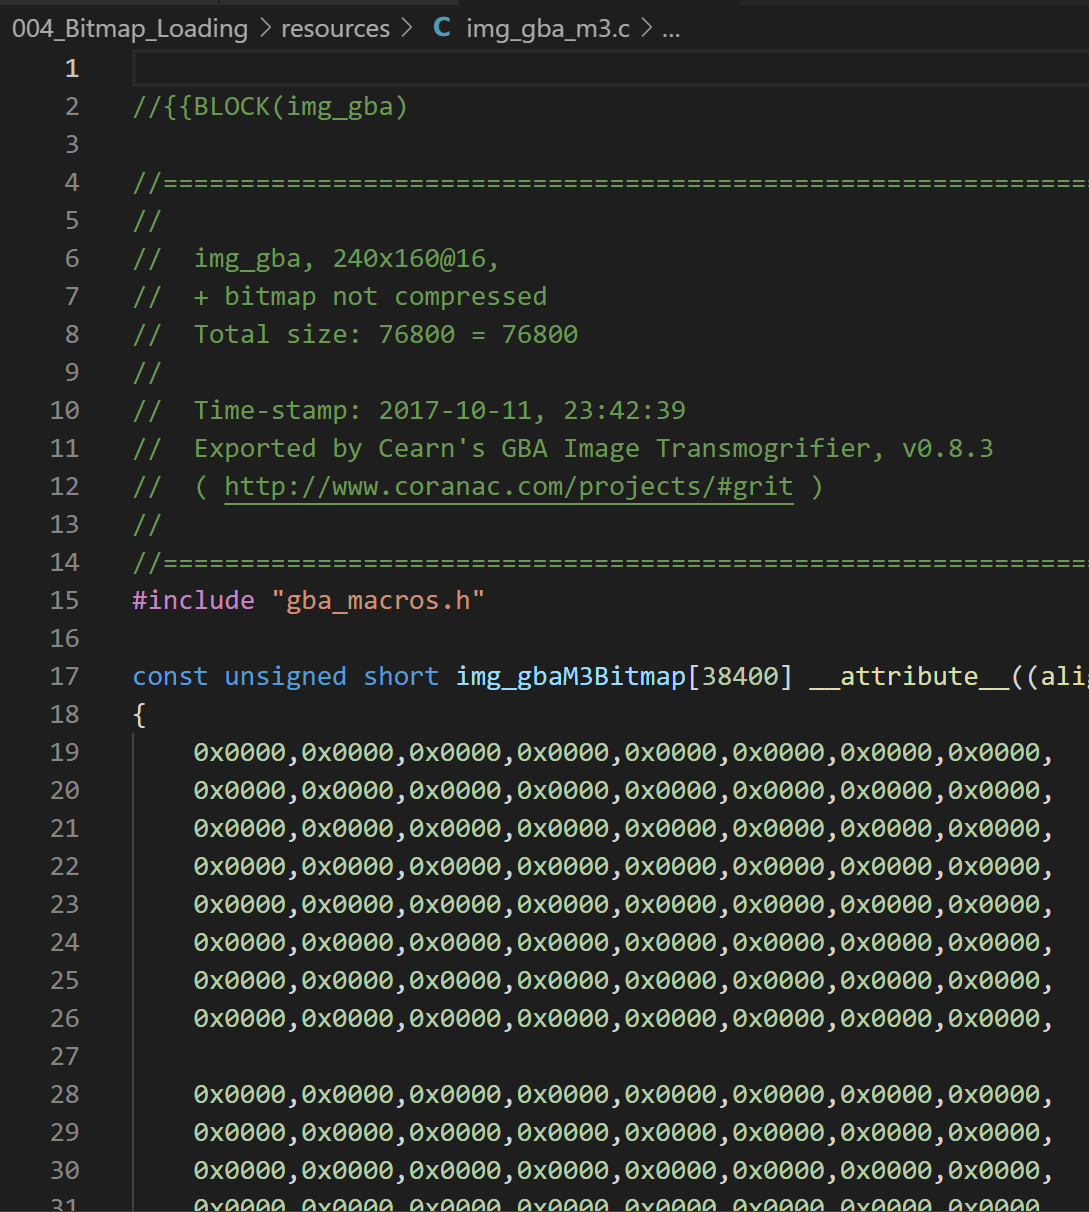 004_Bitmap_Loading > resources > C img_gba_m3.c > ...
1
2 //{{BLOCK(img_gba)
3
4 //============================================================
5 //
6 //  img_gba, 240x160@16,
7 //  + bitmap not compressed
8 //  Total size: 76800 = 76800
9 //
10 //  Time-stamp: 2017-10-11, 23:42:39
11 //  Exported by Cearn's GBA Image Transmogrifier, v0.8.3
12 //  ( http://www.coranac.com/projects/#grit )
13 //
14 //============================================================
15 #include "gba_macros.h"
16
17 const unsigned short img_gbaM3Bitmap[38400] __attribute__((ali
18 {
19     0x0000,0x0000,0x0000,0x0000,0x0000,0x0000,0x0000,0x0000,
20     0x0000,0x0000,0x0000,0x0000,0x0000,0x0000,0x0000,0x0000,
21     0x0000,0x0000,0x0000,0x0000,0x0000,0x0000,0x0000,0x0000,
22     0x0000,0x0000,0x0000,0x0000,0x0000,0x0000,0x0000,0x0000,
23     0x0000,0x0000,0x0000,0x0000,0x0000,0x0000,0x0000,0x0000,
24     0x0000,0x0000,0x0000,0x0000,0x0000,0x0000,0x0000,0x0000,
25     0x0000,0x0000,0x0000,0x0000,0x0000,0x0000,0x0000,0x0000,
26     0x0000,0x0000,0x0000,0x0000,0x0000,0x0000,0x0000,0x0000,
27
28     0x0000,0x0000,0x0000,0x0000,0x0000,0x0000,0x0000,0x0000,
29     0x0000,0x0000,0x0000,0x0000,0x0000,0x0000,0x0000,0x0000,
30     0x0000,0x0000,0x0000,0x0000,0x0000,0x0000,0x0000,0x0000,
31     0x0000,0x0000,0x0000,0x0000,0x0000,0x0000,0x0000,0x0000,